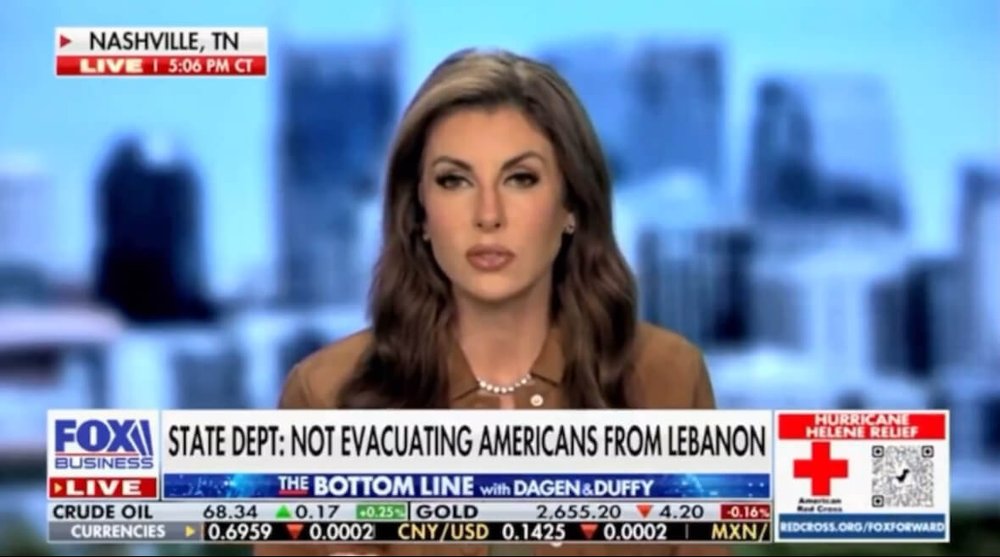 NASHVILLE, TN
LIVE | 5:06 PM CT
FOX
BUSINESS
LIVE
STATE DEPT: NOT EVACUATING AMERICANS FROM LEBANON
THE BOTTOM LINE with DAGEN & DUFFY
HURRICANE
HELENE RELIEF
American
Red Cross
REDCROSS.ORG/FOXFORWARD
CRUDE OIL 68.34 0.17 +0.25% GOLD 2,655.20 4.20 -0.16%
CURRENCIES 0.6959 0.0002 CNY/USD 0.1425 0.0002 MXN/